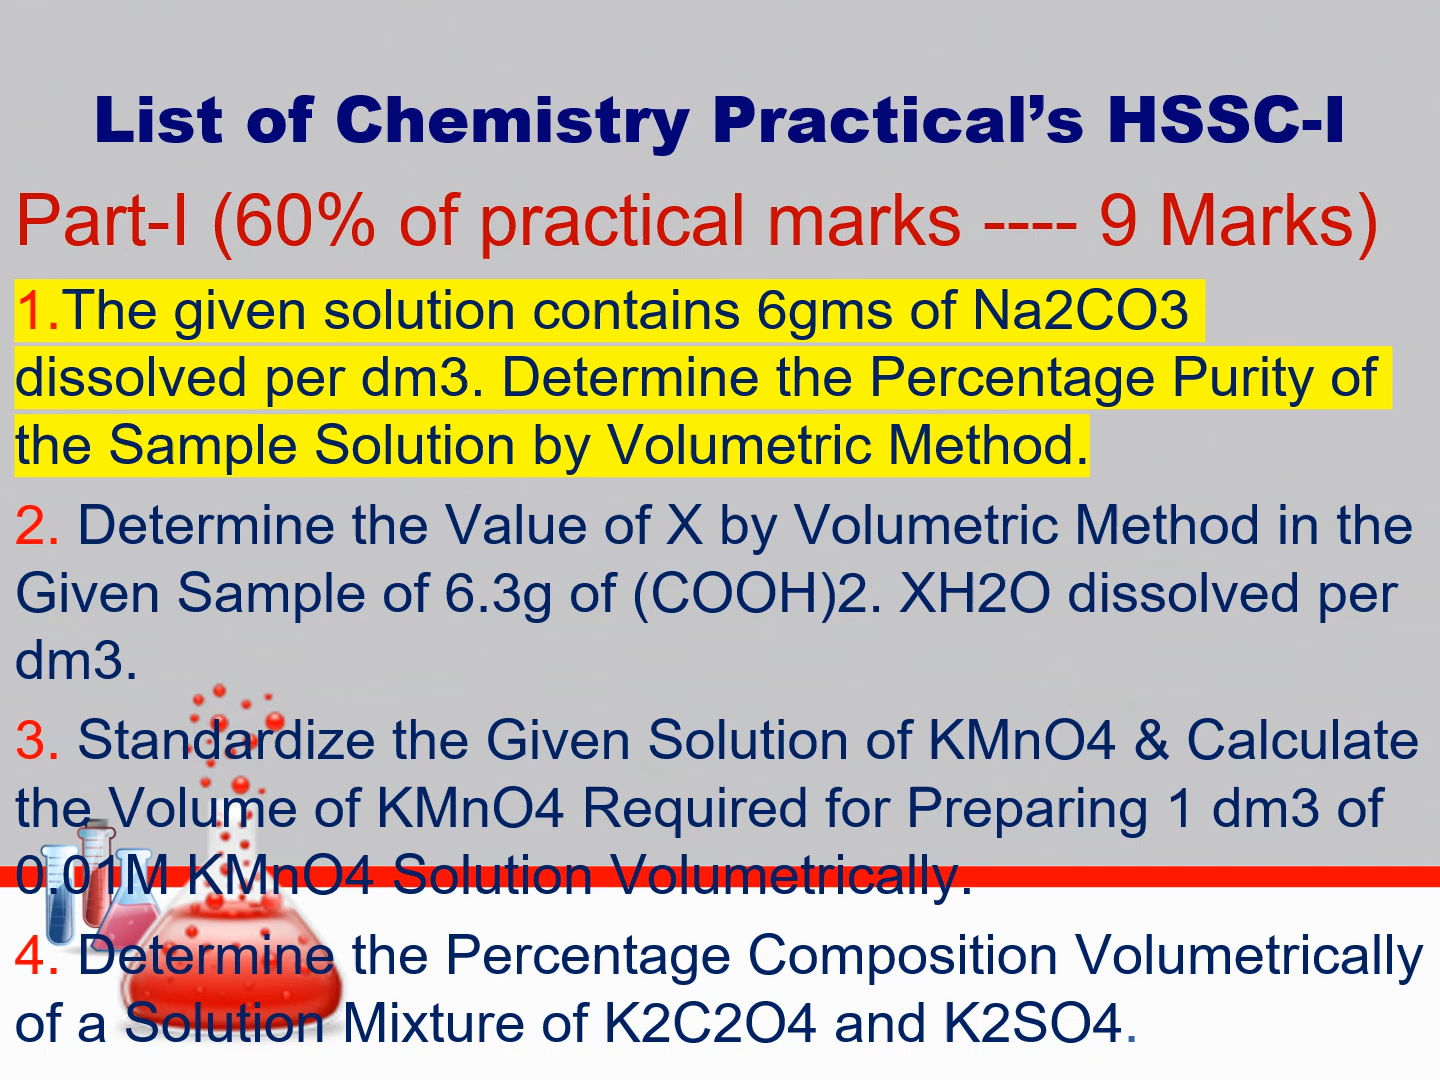 List of Chemistry Practical’s HSSC-I
Part-I (60% of practical marks ---- 9 Marks)
1.The given solution contains 6gms of Na2CO3
dissolved per dm3. Determine the Percentage Purity of
the Sample Solution by Volumetric Method.
2. Determine the Value of X by Volumetric Method in the
Given Sample of 6.3g of (COOH)2. XH2O dissolved per
dm3.
3. Standardize the Given Solution of KMnO4 & Calculate
the Volume of KMnO4 Required for Preparing 1 dm3 of
0.01M KMnO4 Solution Volumetrically.
4. Determine the Percentage Composition Volumetrically
of a Solution Mixture of K2C2O4 and K2SO4.